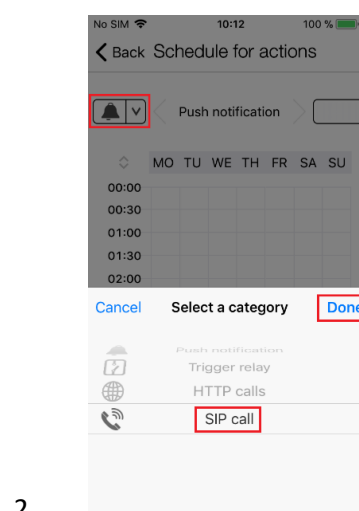 No SIM 10:12 100 %
Back Schedule for actions
Push notification
MO TU WE TH FR SA SU
00:00
00:30
01:00
01:30
02:00
Cancel Select a category Done
Push notification
Trigger relay
HTTP calls
SIP call
2